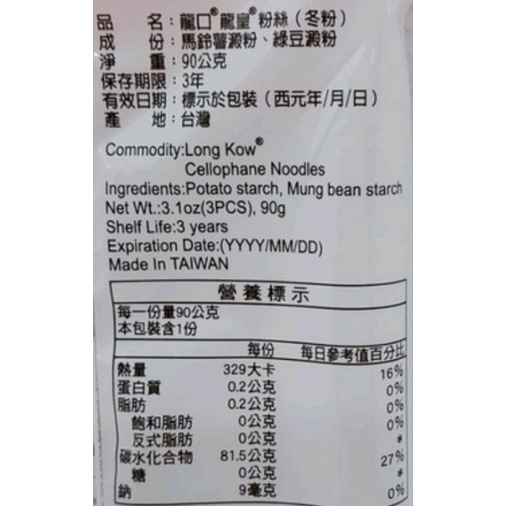 品　　名：龍口®龍皇®粉絲（冬粉）
成　　份：馬鈴薯澱粉、綠豆澱粉
淨　　重：90公克
保存期限：3年
有效日期：標示於包裝（西元年/月/日）
產　　地：台灣
Commodity:Long Kow®
Cellophane Noodles
Ingredients:Potato starch, Mung bean starch
Net Wt.:3.1oz(3PCS), 90g
Shelf Life:3 years
Expiration Date:(YYYY/MM/DD)
Made In TAIWAN
營養標示
每一份量90公克
本包裝含1份
每份　每日參考值百分比
熱量　329大卡　16%
蛋白質　0.2公克　0%
脂肪　0.2公克　0%
飽和脂肪　0公克　0%
反式脂肪　0公克　*
碳水化合物　81.5公克　27%
糖　0公克　*
鈉　9毫克　0%